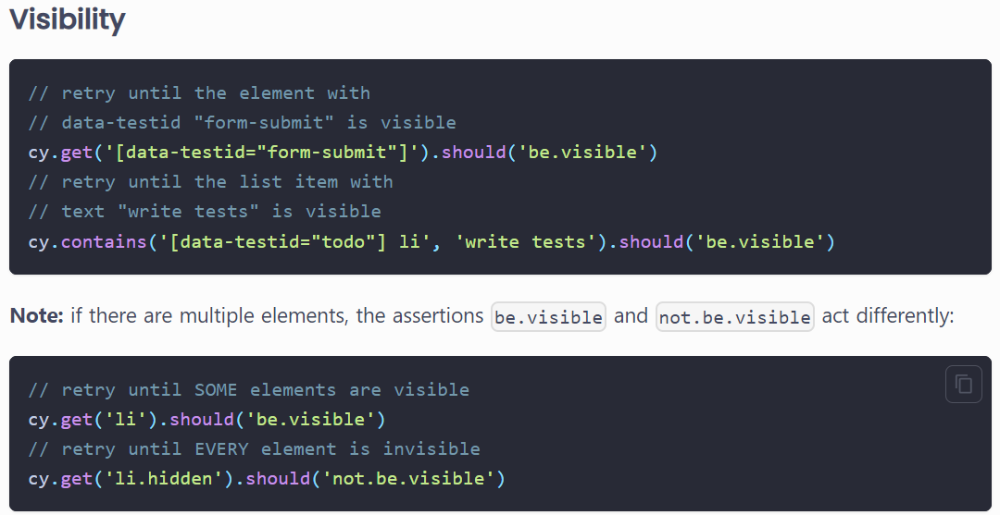 Visibility
// retry until the element with
// data-testid "form-submit" is visible
cy.get('[data-testid="form-submit"]').should('be.visible')
// retry until the list item with
// text "write tests" is visible
cy.contains('[data-testid="todo"] li', 'write tests').should('be.visible')
Note: if there are multiple elements, the assertions be.visible and not.be.visible act differently:
// retry until SOME elements are visible
cy.get('li').should('be.visible')
// retry until EVERY element is invisible
cy.get('li.hidden').should('not.be.visible')